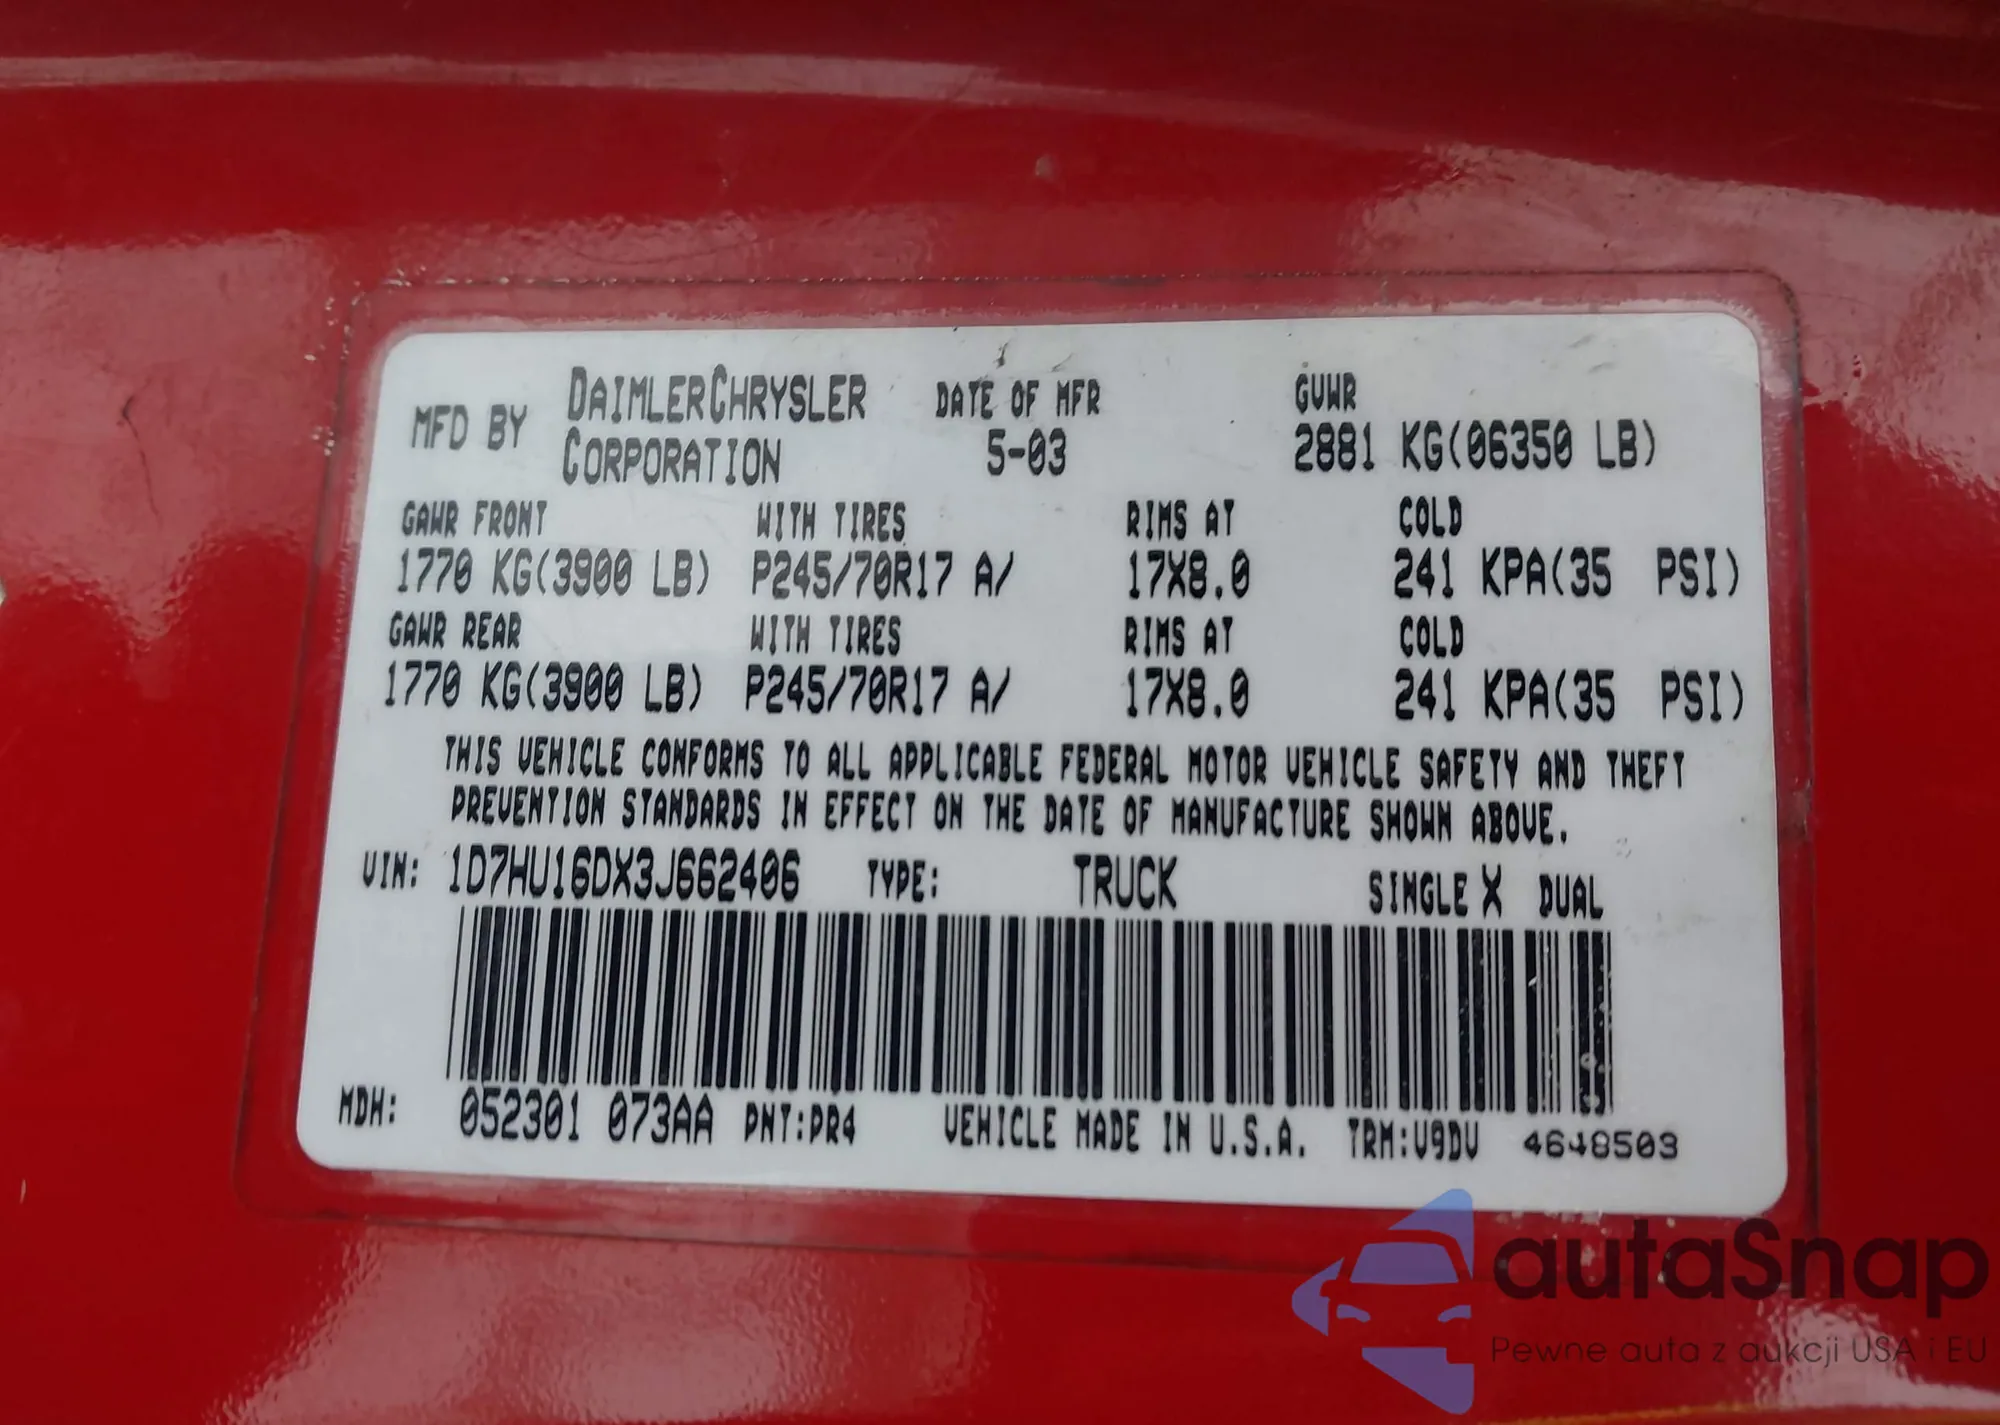 MFD BY DAIMLERCHRYSLER CORPORATION DATE OF MFR 5-03 GVWR 2881 KG(06350 LB)
GAWR FRONT WITH TIRES RIMS AT COLD
1770 KG(3900 LB) P245/70R17 A/ 17X8.0 241 KPA(35 PSI)
GAWR REAR WITH TIRES RIMS AT COLD
1770 KG(3900 LB) P245/70R17 A/ 17X8.0 241 KPA(35 PSI)
THIS VEHICLE CONFORMS TO ALL APPLICABLE FEDERAL MOTOR VEHICLE SAFETY AND THEFT
PREVENTION STANDARDS IN EFFECT ON THE DATE OF MANUFACTURE SHOWN ABOVE.
VIN: 1D7HU16DX3J662406 TYPE: TRUCK SINGLE X DUAL
MDH: 052301 073AA PNT:PR4 VEHICLE MADE IN U.S.A. TRM:V9DV 4648503
autaSnap
Pewne auta z aukcji USA i EU